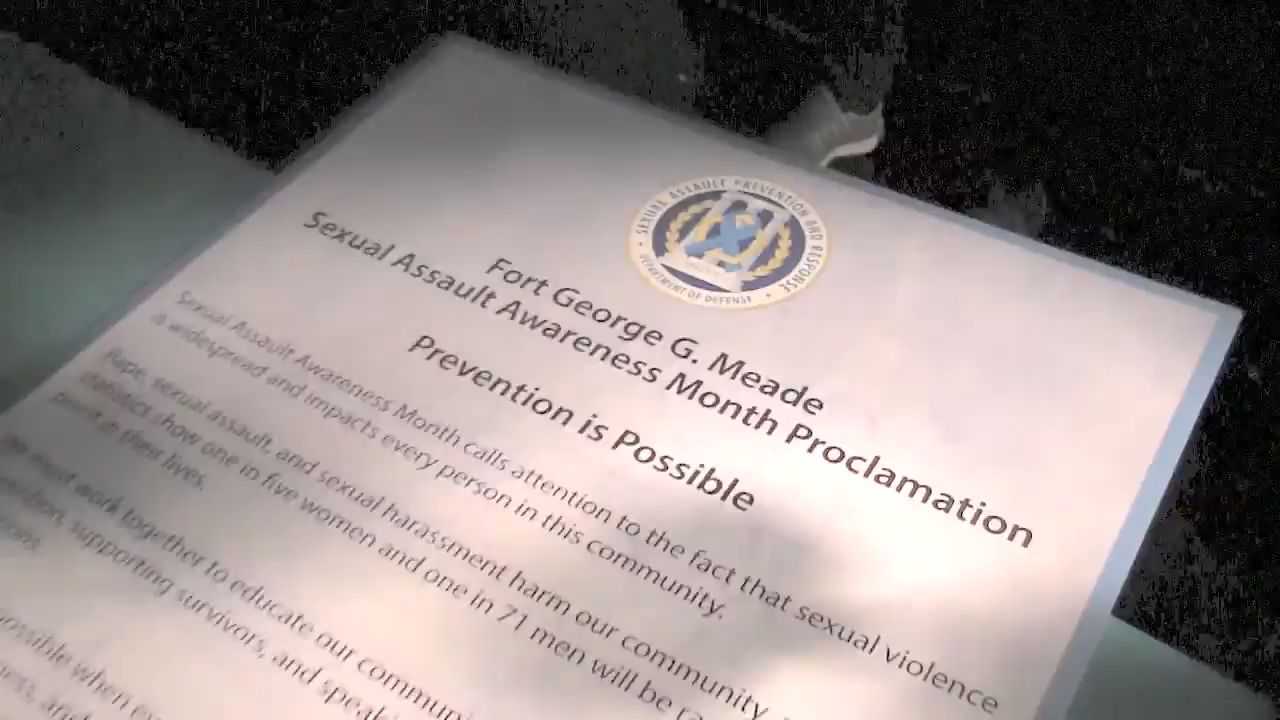 SEXUAL ASSAULT PREVENTION AND RESPONSE
DEPARTMENT OF DEFENSE
Fort George G. Meade
Sexual Assault Awareness Month Proclamation
Prevention is Possible
Sexual Assault Awareness Month calls attention to the fact that sexual violence
is widespread and impacts every person in this community.
Rape, sexual assault, and sexual harassment harm our community
statistics show one in five women and one in 71 men will be
point in their lives.
must work together to educate our
supporting survivors, and
possible when
and